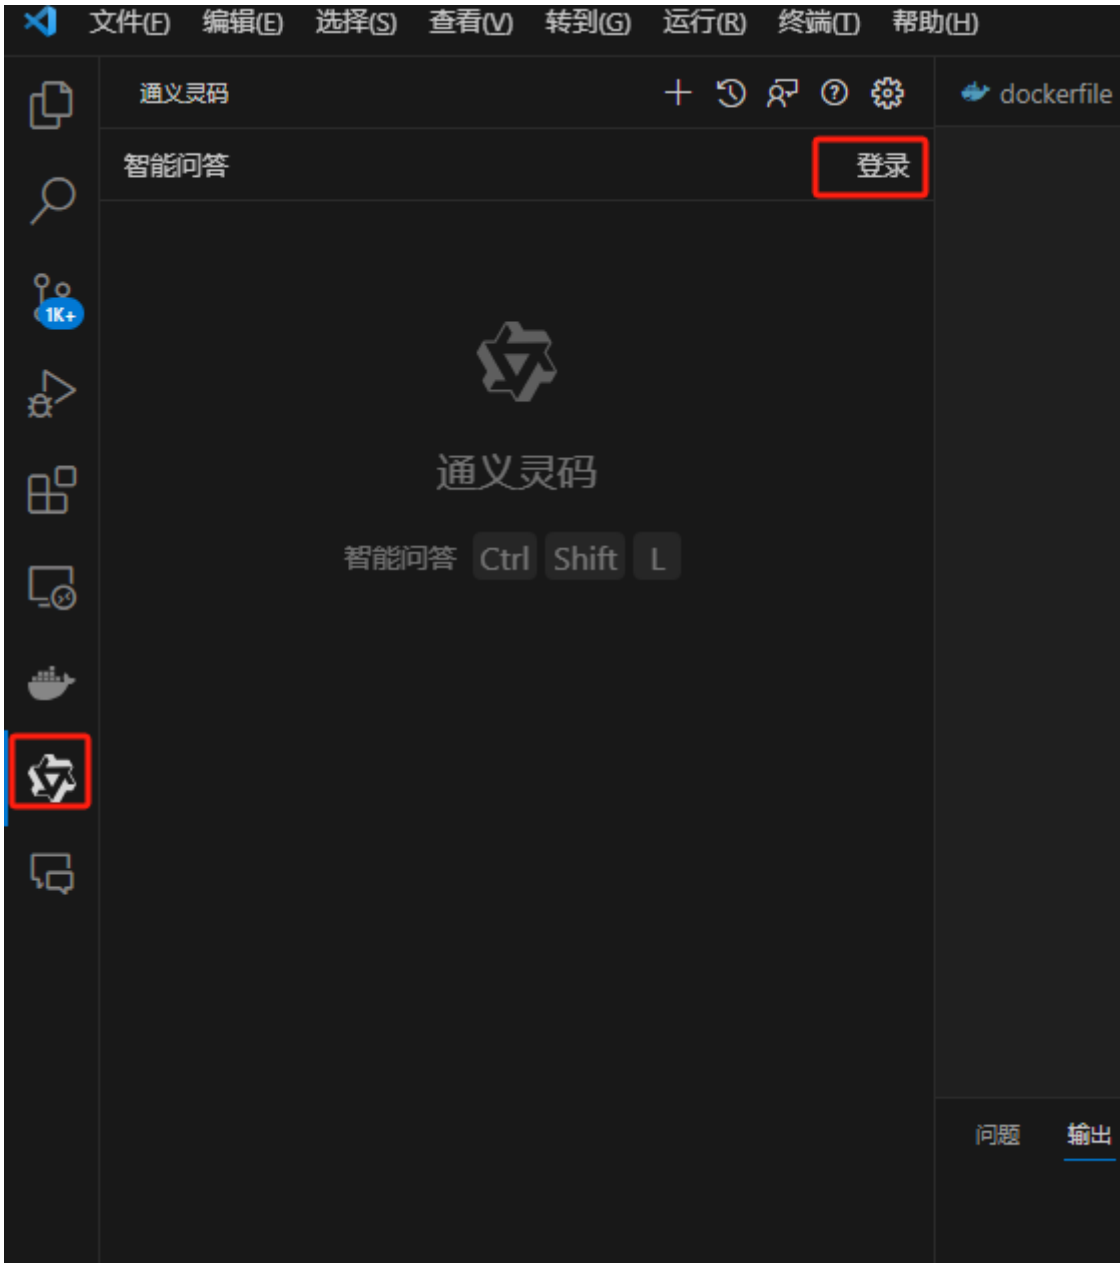 文件(F) 编辑(E) 选择(S) 查看(V) 转到(G) 运行(R) 终端(T) 帮助(H)
通义灵码
dockerfile
智能问答 登录
1K+
通义灵码
智能问答 Ctrl Shift L
问题 输出